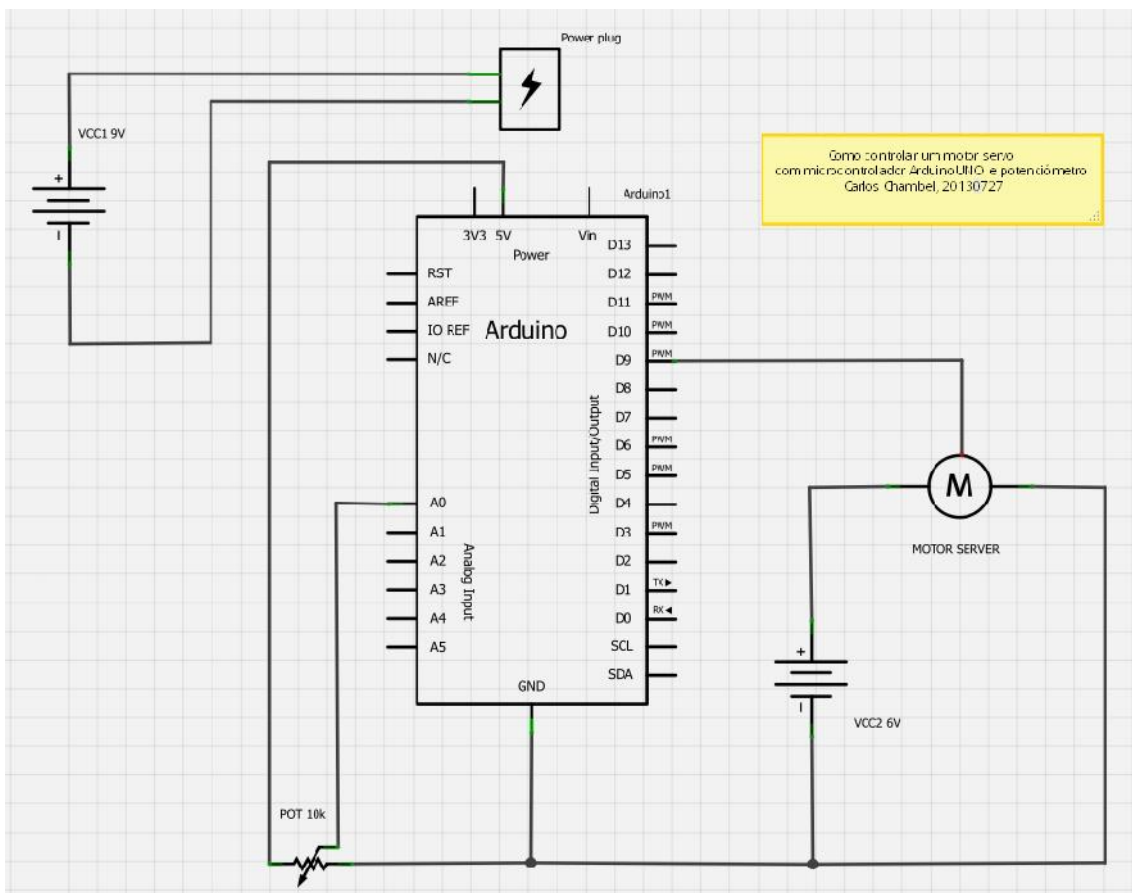 Power plug
VCC1 9V
+
–
Como controlar um motor servo
com microcontrolador ArduinoUNO e potenciómetro
Carlos Chambel, 20130727
Arduino1
3V3 5V Vin
Power
Arduino
RST
AREF
IO REF
N/C
A0
A1
A2
A3
A4
A5
Analog Input
D13
D12
D11 PWM
D10 PWM
D9 PWM
D8
D7
D6 PWM
D5 PWM
D4
D3 PWM
D2
D1 TX
D0 RX
SCL
SDA
Digital Input/Output
GND
M
MOTOR SERVER
+
–
VCC2 6V
POT 10k